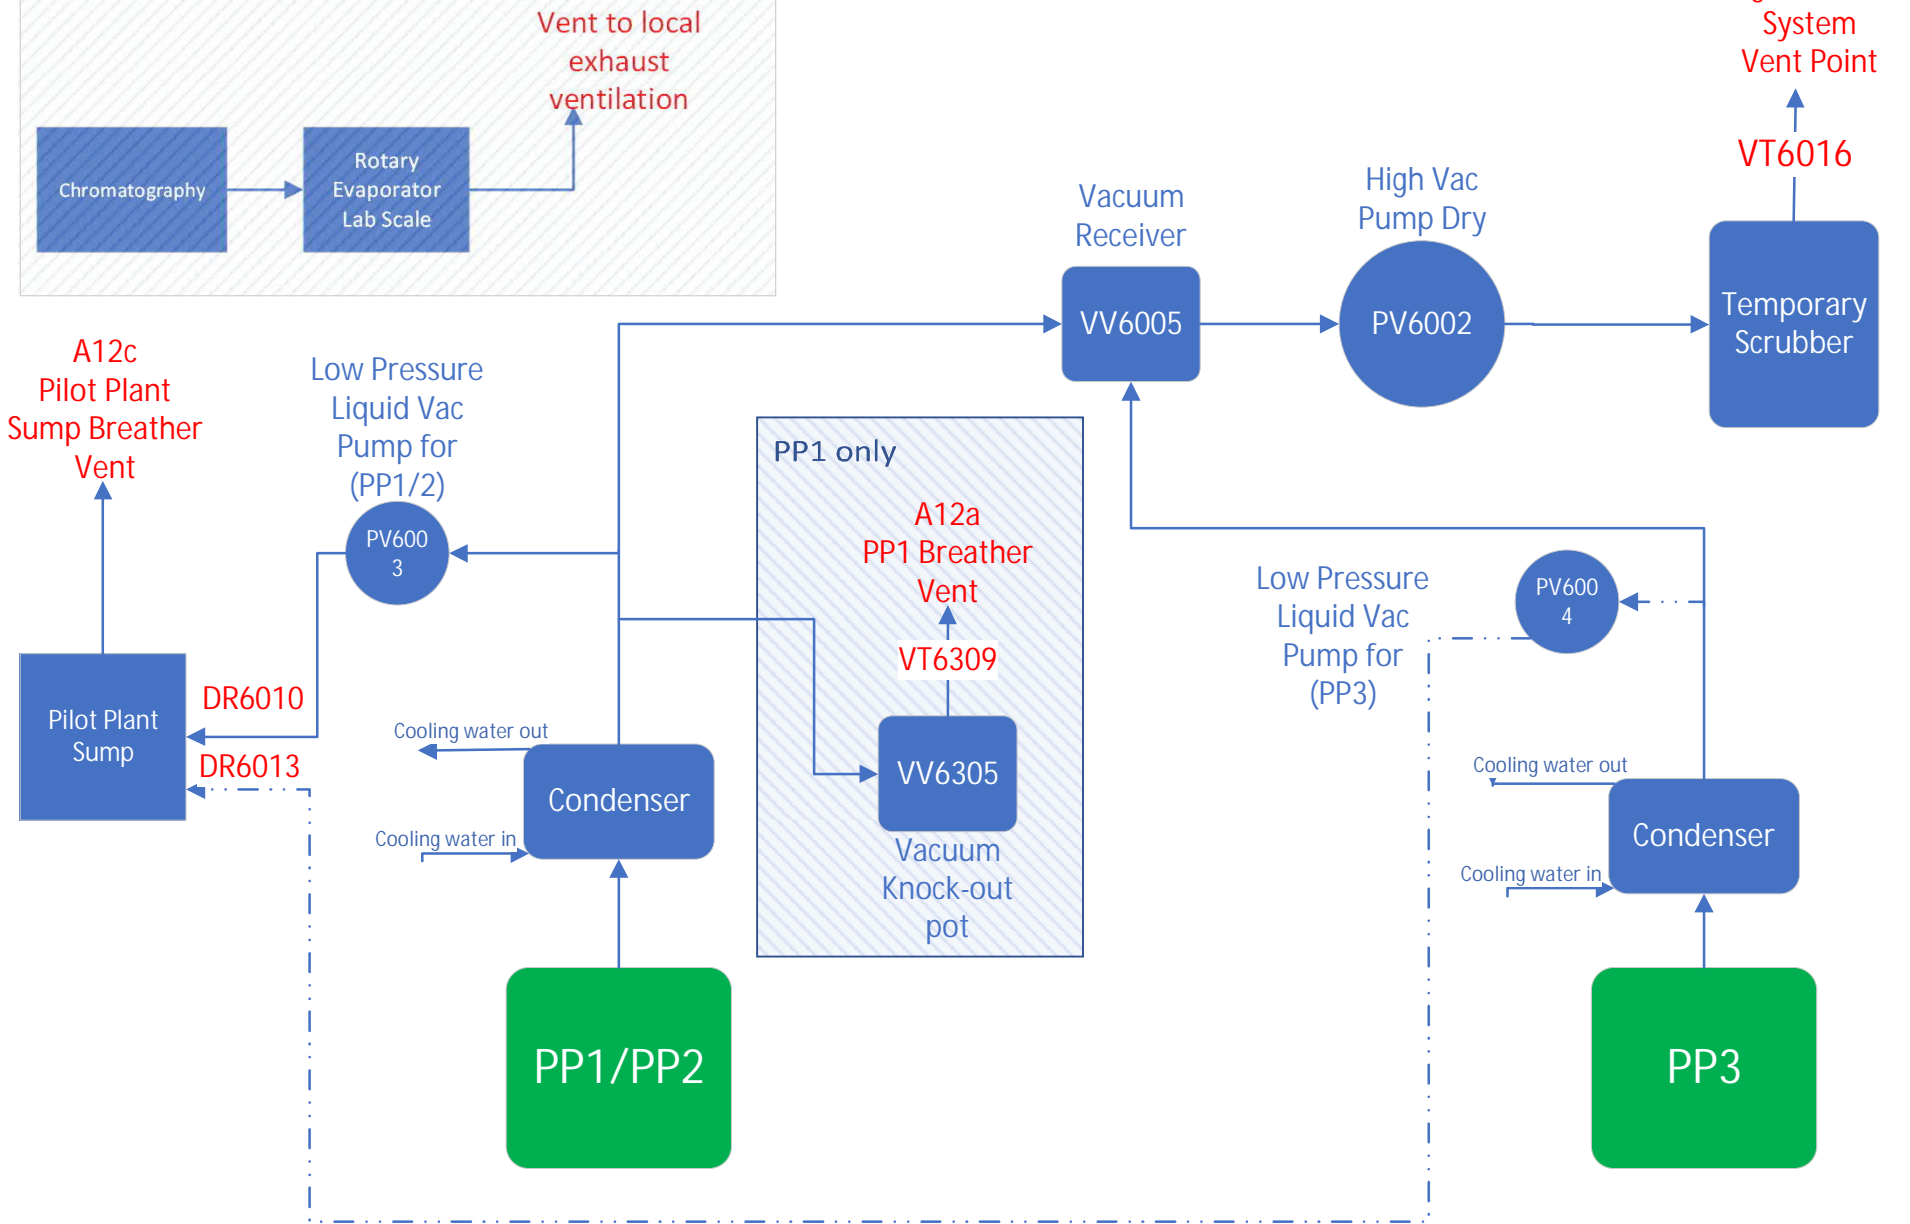 Vent to local
exhaust
ventilation
Chromatography
Rotary
Evaporator
Lab Scale
System
Vent Point
VT6016
Vacuum
Receiver
High Vac
Pump Dry
VV6005
PV6002
Temporary
Scrubber
A12c
Pilot Plant
Sump Breather
Vent
Low Pressure
Liquid Vac
Pump for
(PP1/2)
PV600
3
PP1 only
A12a
PP1 Breather
Vent
VT6309
VV6305
Vacuum
Knock-out
pot
Low Pressure
Liquid Vac
Pump for
(PP3)
PV600
4
Pilot Plant
Sump
DR6010
DR6013
Cooling water out
Condenser
Cooling water in
Cooling water out
Condenser
Cooling water in
PP1/PP2
PP3